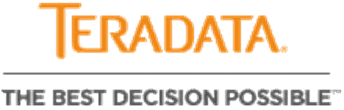 TERADATA.
THE BEST DECISION POSSIBLE™